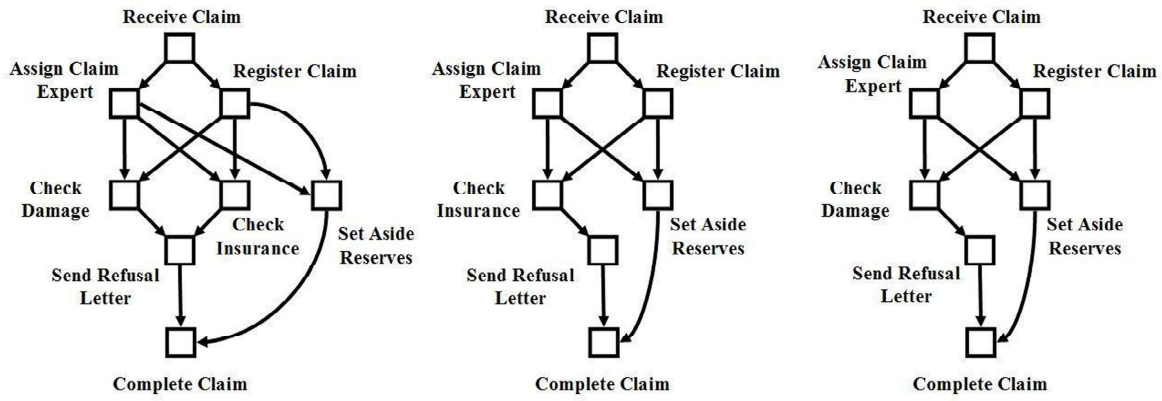 Receive Claim
Assign Claim
Expert
Register Claim
Check
Damage
Check
Insurance
Set Aside
Reserves
Send Refusal
Letter
Complete Claim
Receive Claim
Assign Claim
Expert
Register Claim
Check
Insurance
Set Aside
Reserves
Send Refusal
Letter
Complete Claim
Receive Claim
Assign Claim
Expert
Register Claim
Check
Damage
Set Aside
Reserves
Send Refusal
Letter
Complete Claim